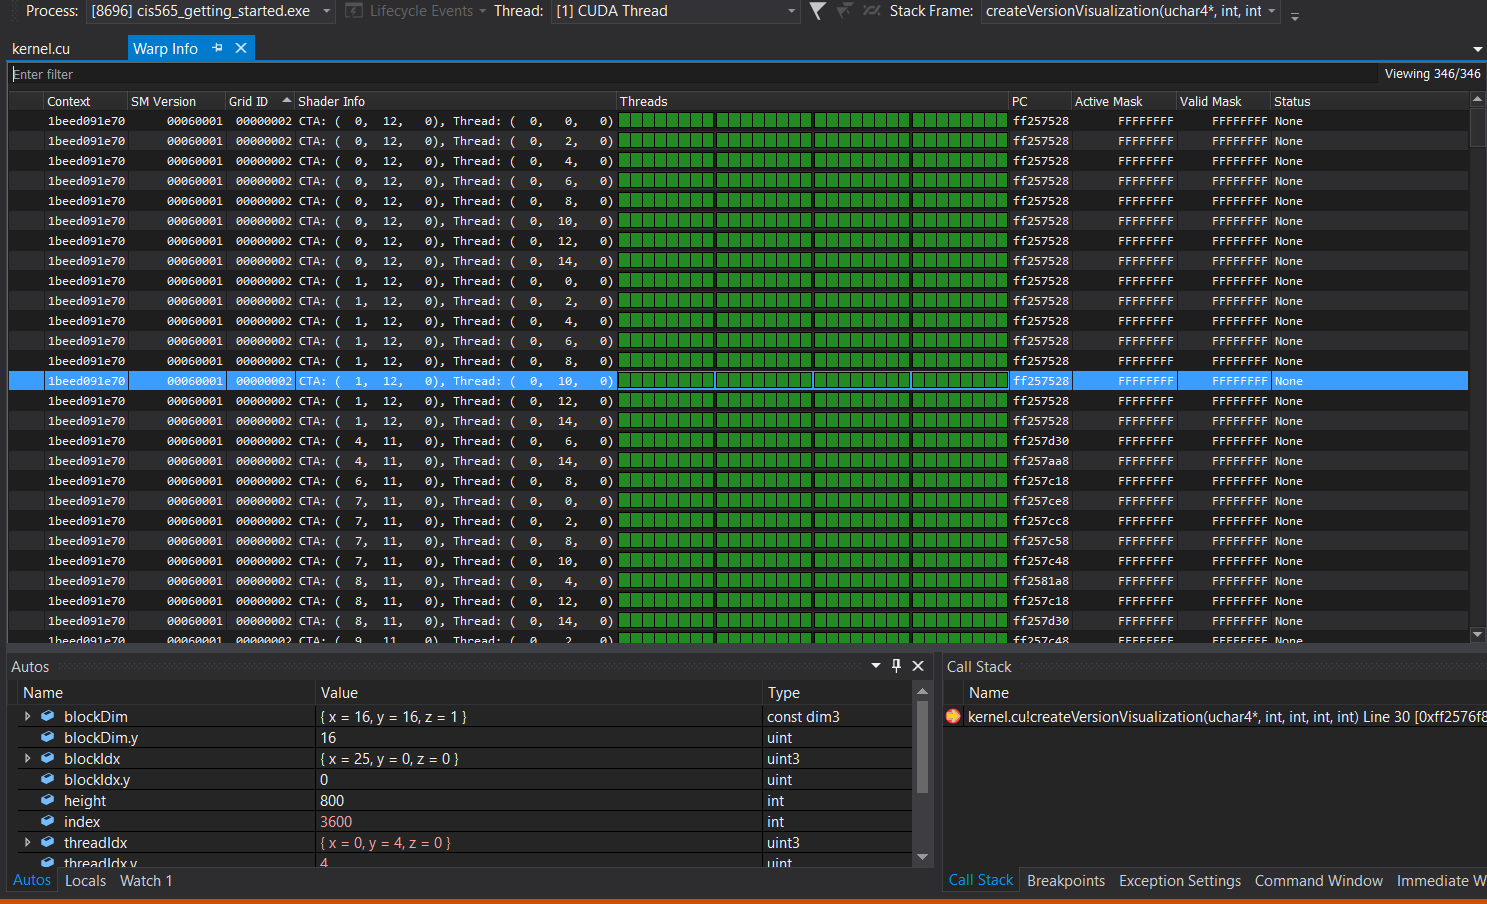 Process: [8696] cis565_getting_started.exe Lifecycle Events Thread: [1] CUDA Thread Stack Frame: createVersionVisualization(uchar4*, int, int
kernel.cu Warp Info
Enter filter Viewing 346/346
Context SM Version Grid ID Shader Info Threads PC Active Mask Valid Mask Status
1beed091e70 00060001 00000002 CTA: ( 0, 12, 0), Thread: ( 0, 0, 0) ff257528 FFFFFFFF FFFFFFFF None
1beed091e70 00060001 00000002 CTA: ( 0, 12, 0), Thread: ( 0, 2, 0) ff257528 FFFFFFFF FFFFFFFF None
1beed091e70 00060001 00000002 CTA: ( 0, 12, 0), Thread: ( 0, 4, 0) ff257528 FFFFFFFF FFFFFFFF None
1beed091e70 00060001 00000002 CTA: ( 0, 12, 0), Thread: ( 0, 6, 0) ff257528 FFFFFFFF FFFFFFFF None
1beed091e70 00060001 00000002 CTA: ( 0, 12, 0), Thread: ( 0, 8, 0) ff257528 FFFFFFFF FFFFFFFF None
1beed091e70 00060001 00000002 CTA: ( 0, 12, 0), Thread: ( 0, 10, 0) ff257528 FFFFFFFF FFFFFFFF None
1beed091e70 00060001 00000002 CTA: ( 0, 12, 0), Thread: ( 0, 12, 0) ff257528 FFFFFFFF FFFFFFFF None
1beed091e70 00060001 00000002 CTA: ( 0, 12, 0), Thread: ( 0, 14, 0) ff257528 FFFFFFFF FFFFFFFF None
1beed091e70 00060001 00000002 CTA: ( 1, 12, 0), Thread: ( 0, 0, 0) ff257528 FFFFFFFF FFFFFFFF None
1beed091e70 00060001 00000002 CTA: ( 1, 12, 0), Thread: ( 0, 2, 0) ff257528 FFFFFFFF FFFFFFFF None
1beed091e70 00060001 00000002 CTA: ( 1, 12, 0), Thread: ( 0, 4, 0) ff257528 FFFFFFFF FFFFFFFF None
1beed091e70 00060001 00000002 CTA: ( 1, 12, 0), Thread: ( 0, 6, 0) ff257528 FFFFFFFF FFFFFFFF None
1beed091e70 00060001 00000002 CTA: ( 1, 12, 0), Thread: ( 0, 8, 0) ff257528 FFFFFFFF FFFFFFFF None
1beed091e70 00060001 00000002 CTA: ( 1, 12, 0), Thread: ( 0, 10, 0) ff257528 FFFFFFFF FFFFFFFF None
1beed091e70 00060001 00000002 CTA: ( 1, 12, 0), Thread: ( 0, 12, 0) ff257528 FFFFFFFF FFFFFFFF None
1beed091e70 00060001 00000002 CTA: ( 1, 12, 0), Thread: ( 0, 14, 0) ff257528 FFFFFFFF FFFFFFFF None
1beed091e70 00060001 00000002 CTA: ( 4, 11, 0), Thread: ( 0, 6, 0) ff257d30 FFFFFFFF FFFFFFFF None
1beed091e70 00060001 00000002 CTA: ( 4, 11, 0), Thread: ( 0, 14, 0) ff257aa8 FFFFFFFF FFFFFFFF None
1beed091e70 00060001 00000002 CTA: ( 6, 11, 0), Thread: ( 0, 8, 0) ff257c18 FFFFFFFF FFFFFFFF None
1beed091e70 00060001 00000002 CTA: ( 7, 11, 0), Thread: ( 0, 0, 0) ff257ce8 FFFFFFFF FFFFFFFF None
1beed091e70 00060001 00000002 CTA: ( 7, 11, 0), Thread: ( 0, 2, 0) ff257cc8 FFFFFFFF FFFFFFFF None
1beed091e70 00060001 00000002 CTA: ( 7, 11, 0), Thread: ( 0, 8, 0) ff257c58 FFFFFFFF FFFFFFFF None
1beed091e70 00060001 00000002 CTA: ( 7, 11, 0), Thread: ( 0, 10, 0) ff257c48 FFFFFFFF FFFFFFFF None
1beed091e70 00060001 00000002 CTA: ( 8, 11, 0), Thread: ( 0, 4, 0) ff2581a8 FFFFFFFF FFFFFFFF None
1beed091e70 00060001 00000002 CTA: ( 8, 11, 0), Thread: ( 0, 12, 0) ff257c18 FFFFFFFF FFFFFFFF None
1beed091e70 00060001 00000002 CTA: ( 8, 11, 0), Thread: ( 0, 14, 0) ff257d30 FFFFFFFF FFFFFFFF None
1beed091e70 00060001 00000002 CTA: ( 9, 11, 0), Thread: ( 0, 2, 0) ff257c48 FFFFFFFF FFFFFFFF None
Autos
Name Value Type
blockDim { x = 16, y = 16, z = 1 } const dim3
blockDim.y 16 uint
blockIdx { x = 25, y = 0, z = 0 } uint3
blockIdx.y 0 uint
height 800 int
index 3600 int
threadIdx { x = 0, y = 4, z = 0 } uint3
threadIdx.y 4 uint
Autos Locals Watch 1
Call Stack
Name
kernel.cu!createVersionVisualization(uchar4*, int, int, int, int) Line 30 [0xff2576f8
Call Stack Breakpoints Exception Settings Command Window Immediate W